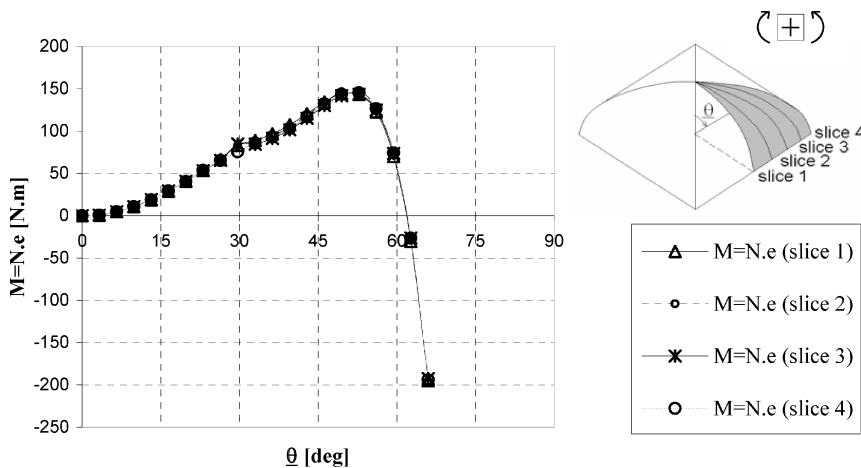 200
150
100
50
0
-50
-100
-150
-200
-250
0 15 30 45 60 75 90
M=N.e [N.m]
θ [deg]
+
θ
slice 4
slice 3
slice 2
slice 1
M=N.e (slice 1)
M=N.e (slice 2)
M=N.e (slice 3)
M=N.e (slice 4)